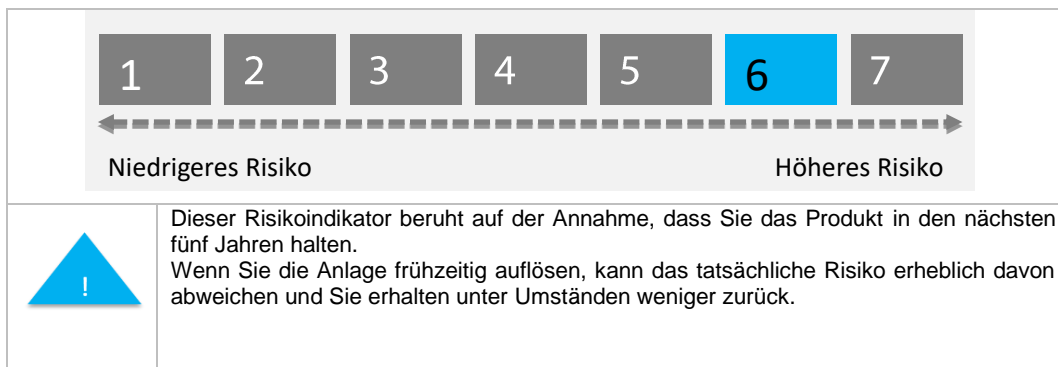 1 2 3 4 5 6 7
Niedrigeres Risiko Höheres Risiko
Dieser Risikoindikator beruht auf der Annahme, dass Sie das Produkt in den nächsten
fünf Jahren halten.
Wenn Sie die Anlage frühzeitig auflösen, kann das tatsächliche Risiko erheblich davon
! abweichen und Sie erhalten unter Umständen weniger zurück.